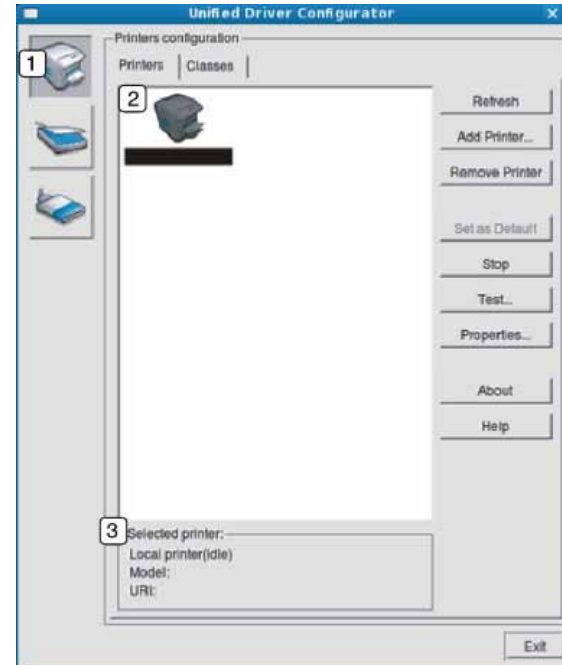 Unified Driver Configurator
1
Printers configuration
Printers Classes
2
Refresh
Add Printer...
Remove Printer
Set as Default
Stop
Test...
Properties...
About
Help
3
Selected printer:
Local printer(idle)
Model:
URI:
Exit